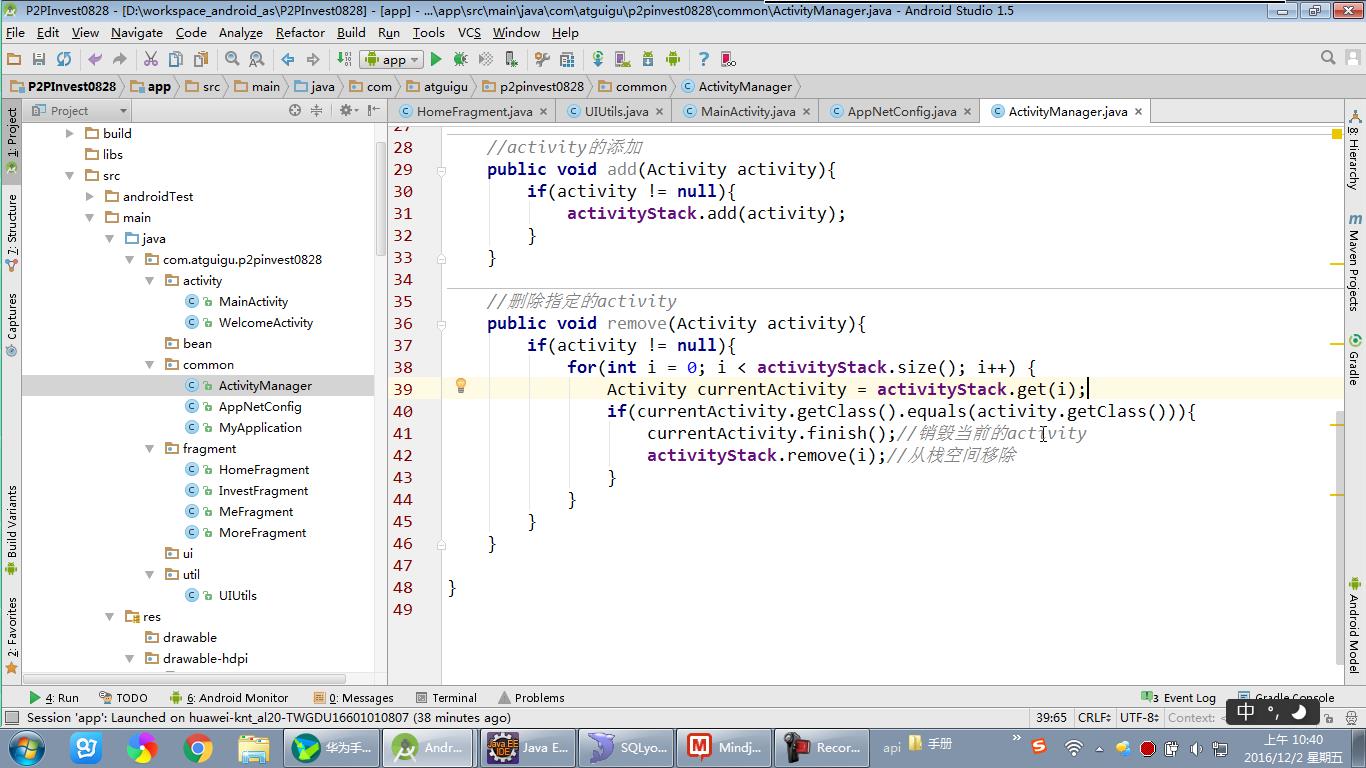 P2PInvest0828 - [D:\workspace_android_as\P2PInvest0828] - [app] - ...\app\src\main\java\com\atguigu\p2pinvest0828\common\ActivityManager.java - Android Studio 1.5
File Edit View Navigate Code Analyze Refactor Build Run Tools VCS Window Help
app
P2PInvest0828 app src main java com atguigu p2pinvest0828 common ActivityManager
Project
HomeFragment.java UIUtils.java MainActivity.java AppNetConfig.java ActivityManager.java
1: Project
7: Structure
Captures
Build Variants
2: Favorites
build
libs
src
androidTest
main
java
com.atguigu.p2pinvest0828
activity
MainActivity
WelcomeActivity
bean
common
ActivityManager
AppNetConfig
MyApplication
fragment
HomeFragment
InvestFragment
MeFragment
MoreFragment
ui
util
UIUtils
res
drawable
drawable-hdpi
27
28 //activity的添加
29 public void add(Activity activity){
30 if(activity != null){
31 activityStack.add(activity);
32 }
33 }
34
35 //删除指定的activity
36 public void remove(Activity activity){
37 if(activity != null){
38 for(int i = 0; i < activityStack.size(); i++) {
39 Activity currentActivity = activityStack.get(i);
40 if(currentActivity.getClass().equals(activity.getClass())){
41 currentActivity.finish();//销毁当前的activity
42 activityStack.remove(i);//从栈空间移除
43 }
44 }
45 }
46 }
47
48 }
49
8: Hierarchy
Maven Projects
Gradle
Android Model
4: Run TODO 6: Android Monitor 0: Messages Terminal Problems 3 Event Log Gradle Console
Session 'app': Launched on huawei-knt_al20-TWGDU16601010807 (38 minutes ago) 39:65 CRLF UTF-8 Context:
中 °,
华为手... Andr... Java E... SQLyo... Mindj... Recor... api 手册 »
上午 10:40
2016/12/2 星期五